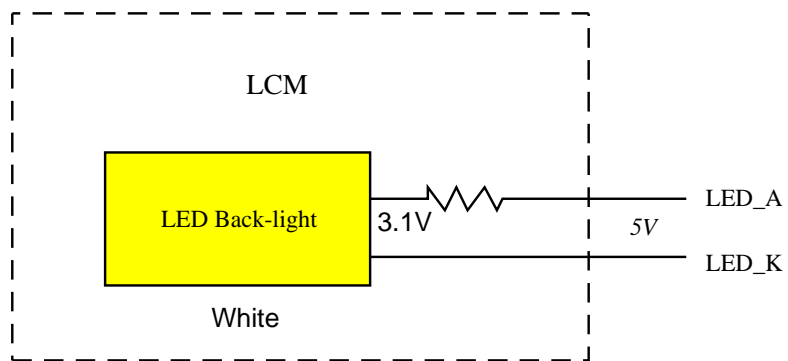 LCM
LED Back-light
3.1V
LED_A
5V
LED_K
White